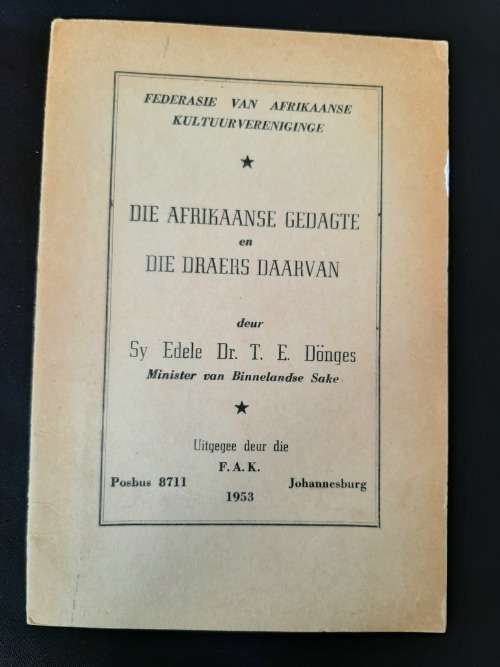 FEDERASIE VAN AFRIKAANSE
KULTUURVERENIGINGE
★
DIE AFRIKAANSE GEDAGTE
en
DIE DRAERS DAARVAN
deur
Sy Edele Dr. T. E. Dönges
Minister van Binnelandse Sake
★
Uitgegee deur die
F. A. K.
Posbus 8711 Johannesburg
1953